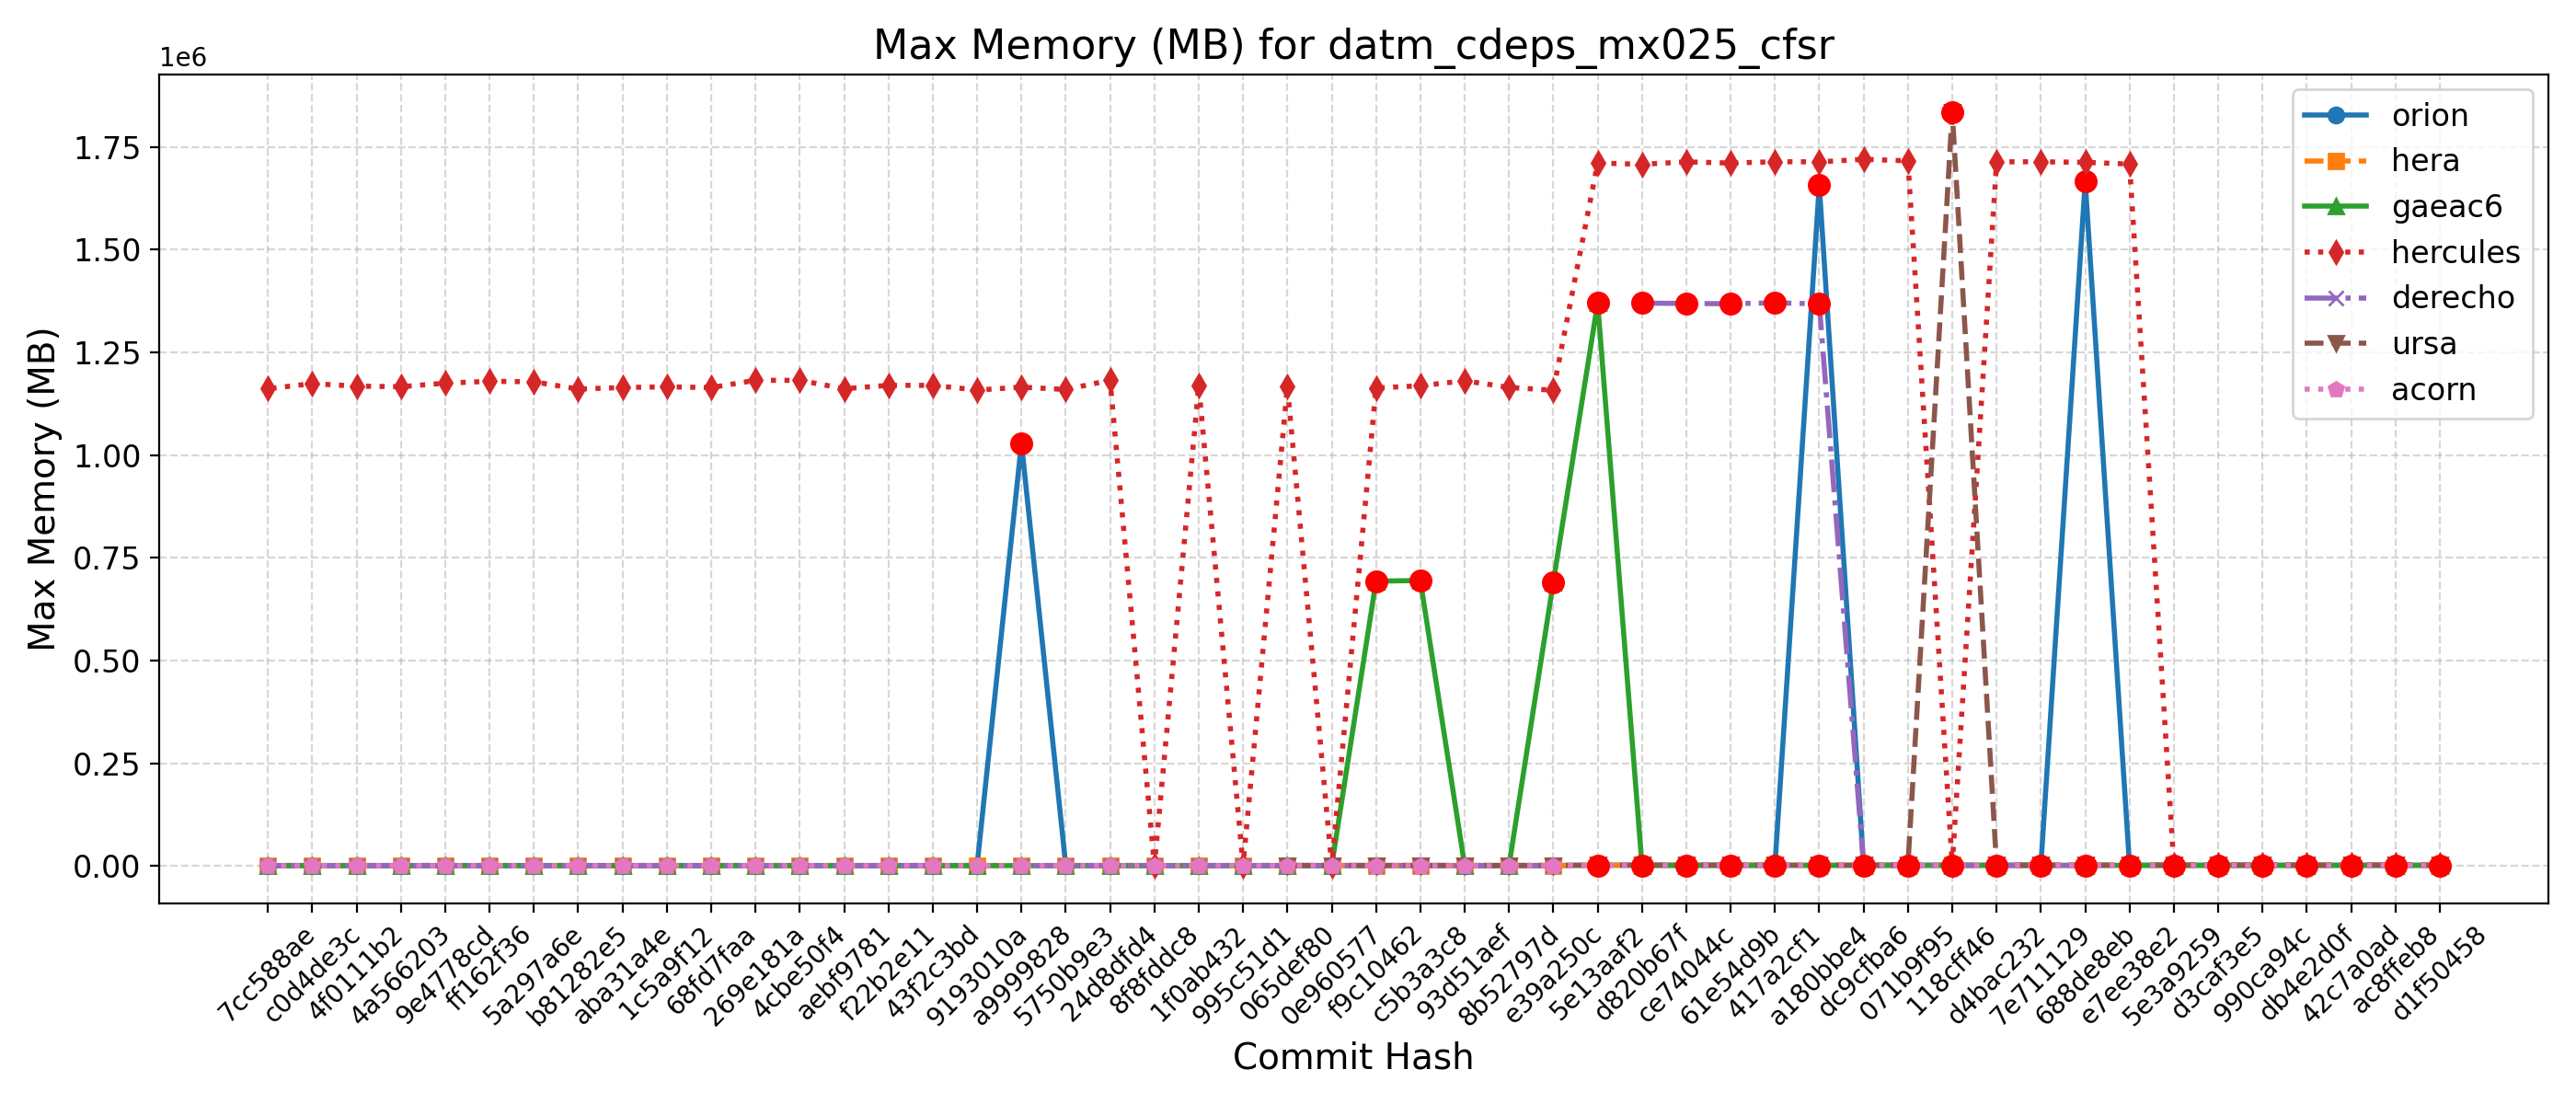 Max Memory (MB) for datm_cdeps_mx025_cfsr
1e6
1.75
1.50
1.25
1.00
0.75
0.50
0.25
0.00
Max Memory (MB)
orion
hera
gaeac6
hercules
derecho
ursa
acorn
7cc588ae
c0d4de3c
4f0111b2
4a566203
9e4778cd
ff162f36
5a297a6e
b81282e5
aba31a4e
1c5a9f12
68fd7faa
269e181a
4cbe50f4
aebf9781
f22b2e11
43f2c3bd
9193010a
a9999828
5750b9e3
24d8dfd4
8f8fddc8
1f0ab432
995c51d1
065def80
0e960577
f9c10462
c5b3a3c8
93d51aef
8b52797d
e39a250c
5e13aaf2
d820b67f
ce74044c
61e54d9b
417a2cf1
a180bbe4
dc9cfba6
071b9f95
118cff46
d4bac232
7e711129
688de8eb
e7ee38e2
5e3a9259
d3caf3e5
990ca94c
db4e2d0f
42c7a0ad
ac8ffeb8
d1f50458
Commit Hash